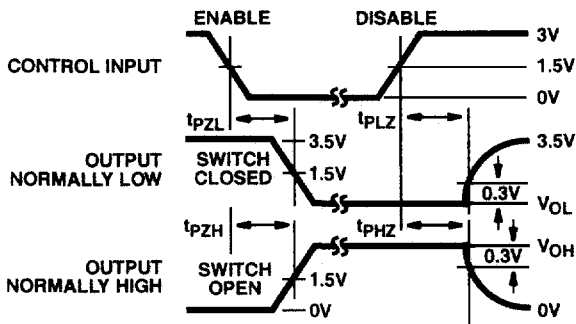 ENABLE DISABLE
3V
CONTROL INPUT 1.5V
0V
tPZL tPLZ
3.5V 3.5V
OUTPUT NORMALLY LOW
SWITCH CLOSED
1.5V
0.3V
VOL
tPZH tPHZ
VOH
OUTPUT NORMALLY HIGH
SWITCH OPEN
0.3V
1.5V
0V 0V